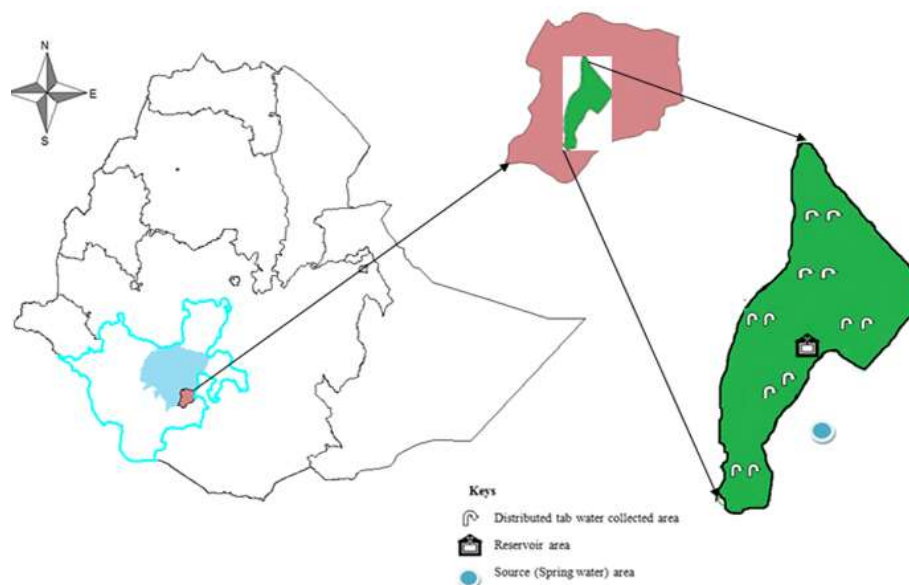 N
E
S
Keys
Distributed tab water collected area
Reservoir area
Source (Spring water) area